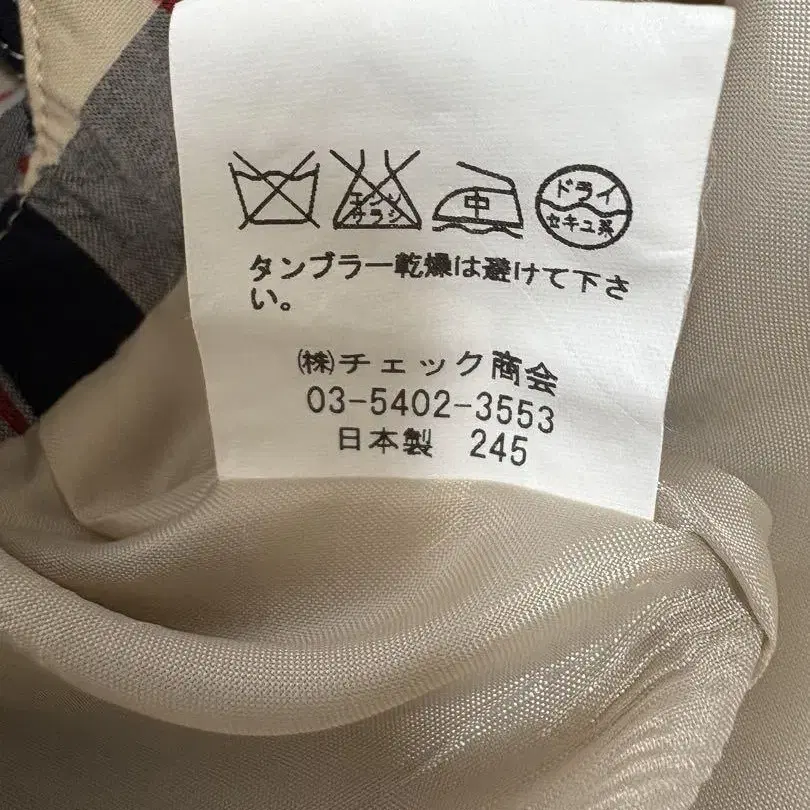 エンソ
サラシ
中
ドライ
セキユ系
タンブラー乾燥は避けて下さ
い。
㈱チェック商会
03-5402-3553
日本製 245